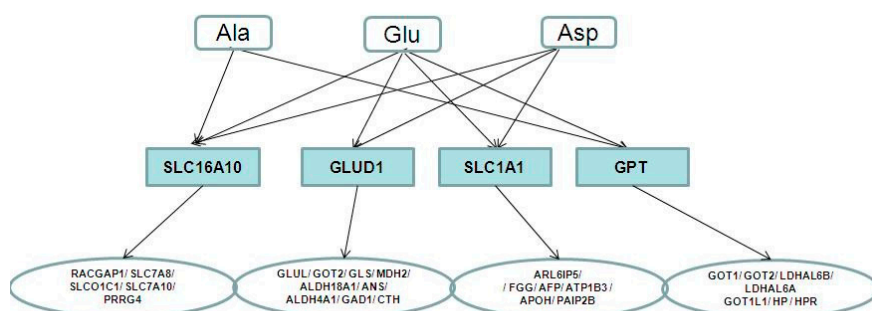 Ala Glu Asp
SLC16A10 GLUD1 SLC1A1 GPT
RACGAP1/ SLC7A8/
SLCO1C1/ SLC7A10/
PRRG4
GLUL/ GOT2/ GLS/ MDH2/
ALDH18A1/ ANS/
ALDH4A1/ GAD1/ CTH
ARL6IP5/
/ FGG/ AFP/ ATP1B3 /
APOH/ PAIP2B/
GOT1/ GOT2/ LDHAL6B/
LDHAL6A
GOT1L1/ HP/ HPR/